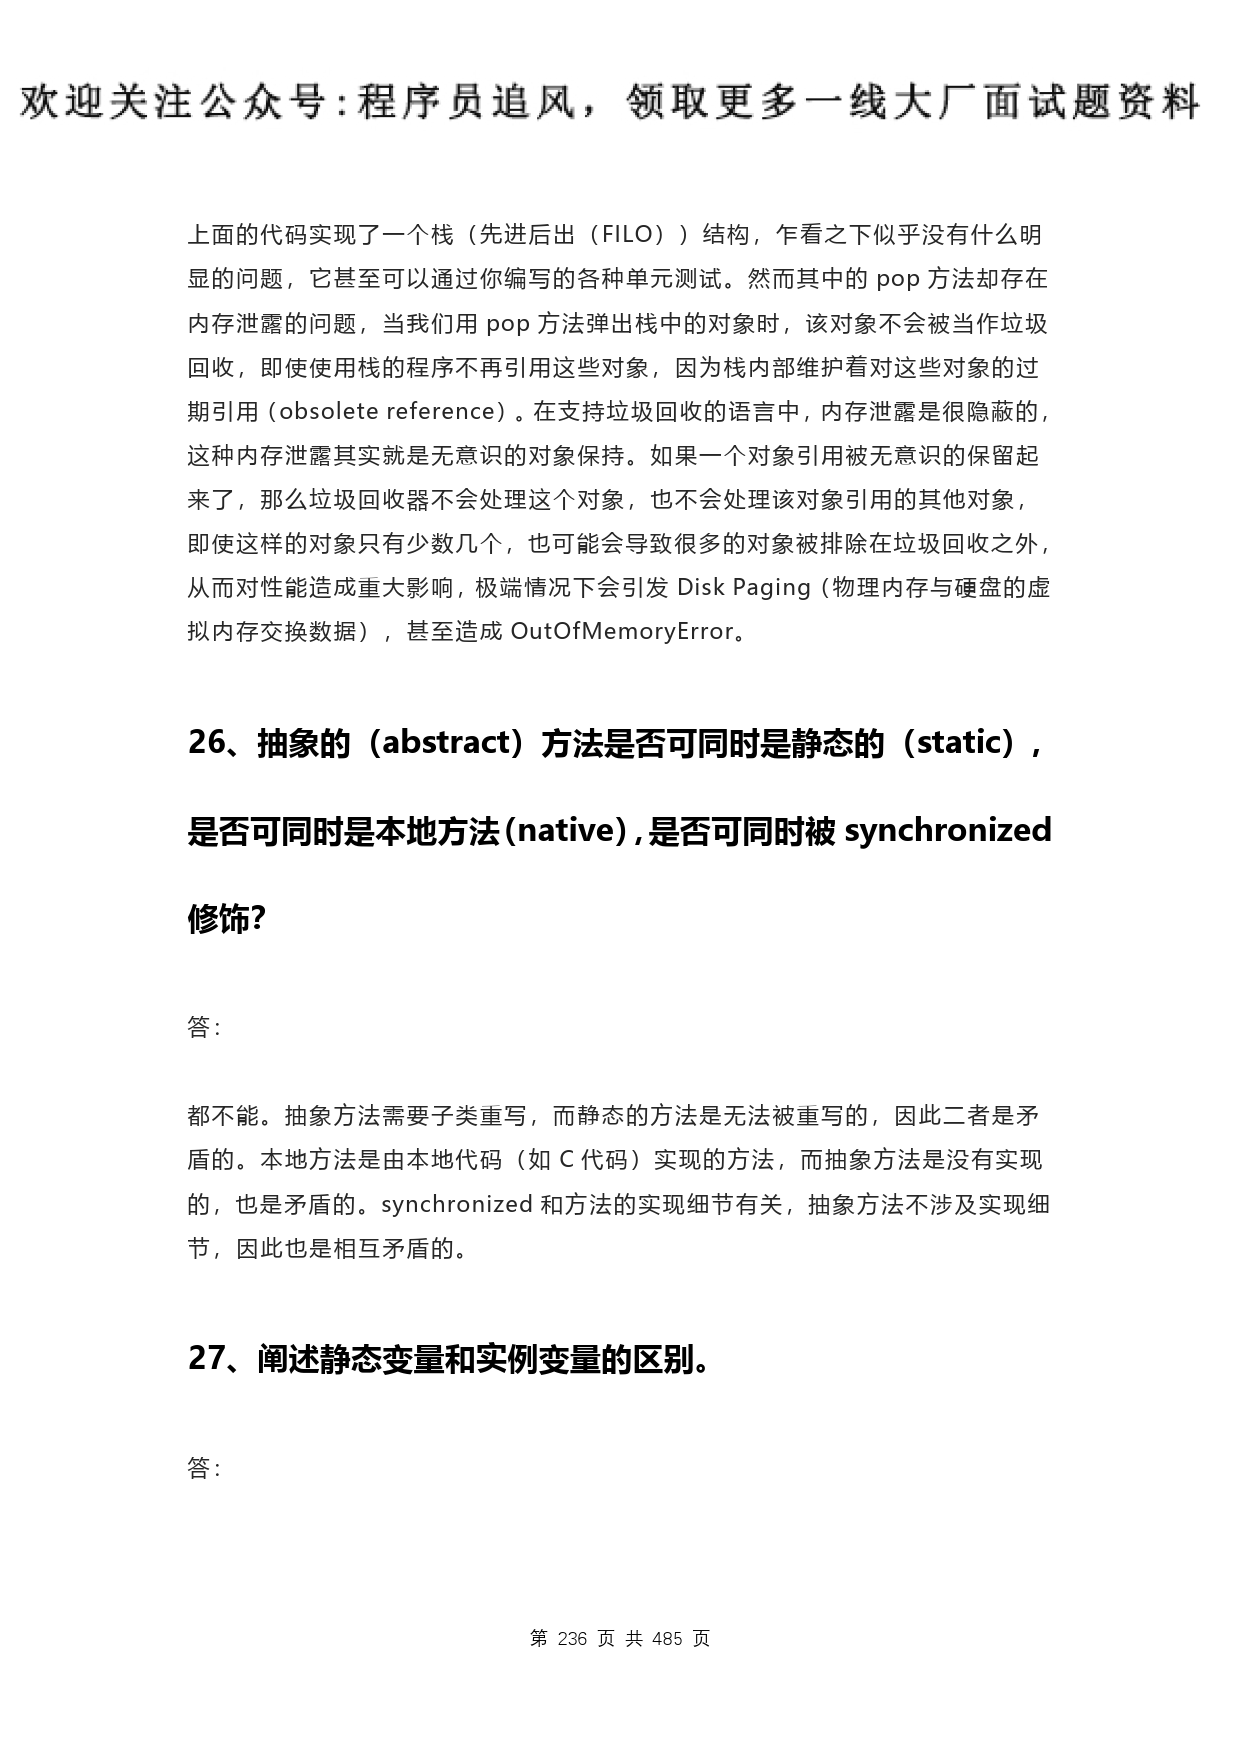 欢迎关注公众号:程序员追风，领取更多一线大厂面试题资料
上面的代码实现了一个栈（先进后出（FILO））结构，乍看之下似乎没有什么明
显的问题，它甚至可以通过你编写的各种单元测试。然而其中的 pop 方法却存在
内存泄露的问题，当我们用 pop 方法弹出栈中的对象时，该对象不会被当作垃圾
回收，即使使用栈的程序不再引用这些对象，因为栈内部维护着对这些对象的过
期引用（obsolete reference）。在支持垃圾回收的语言中，内存泄露是很隐蔽的，
这种内存泄露其实就是无意识的对象保持。如果一个对象引用被无意识的保留起
来了，那么垃圾回收器不会处理这个对象，也不会处理该对象引用的其他对象，
即使这样的对象只有少数几个，也可能会导致很多的对象被排除在垃圾回收之外，
从而对性能造成重大影响，极端情况下会引发 Disk Paging（物理内存与硬盘的虚
拟内存交换数据），甚至造成 OutOfMemoryError。
26、抽象的（abstract）方法是否可同时是静态的（static），
是否可同时是本地方法（native），是否可同时被 synchronized
修饰？
答：
都不能。抽象方法需要子类重写，而静态的方法是无法被重写的，因此二者是矛
盾的。本地方法是由本地代码（如 C 代码）实现的方法，而抽象方法是没有实现
的，也是矛盾的。synchronized 和方法的实现细节有关，抽象方法不涉及实现细
节，因此也是相互矛盾的。
27、阐述静态变量和实例变量的区别。
答：
第 236 页 共 485 页